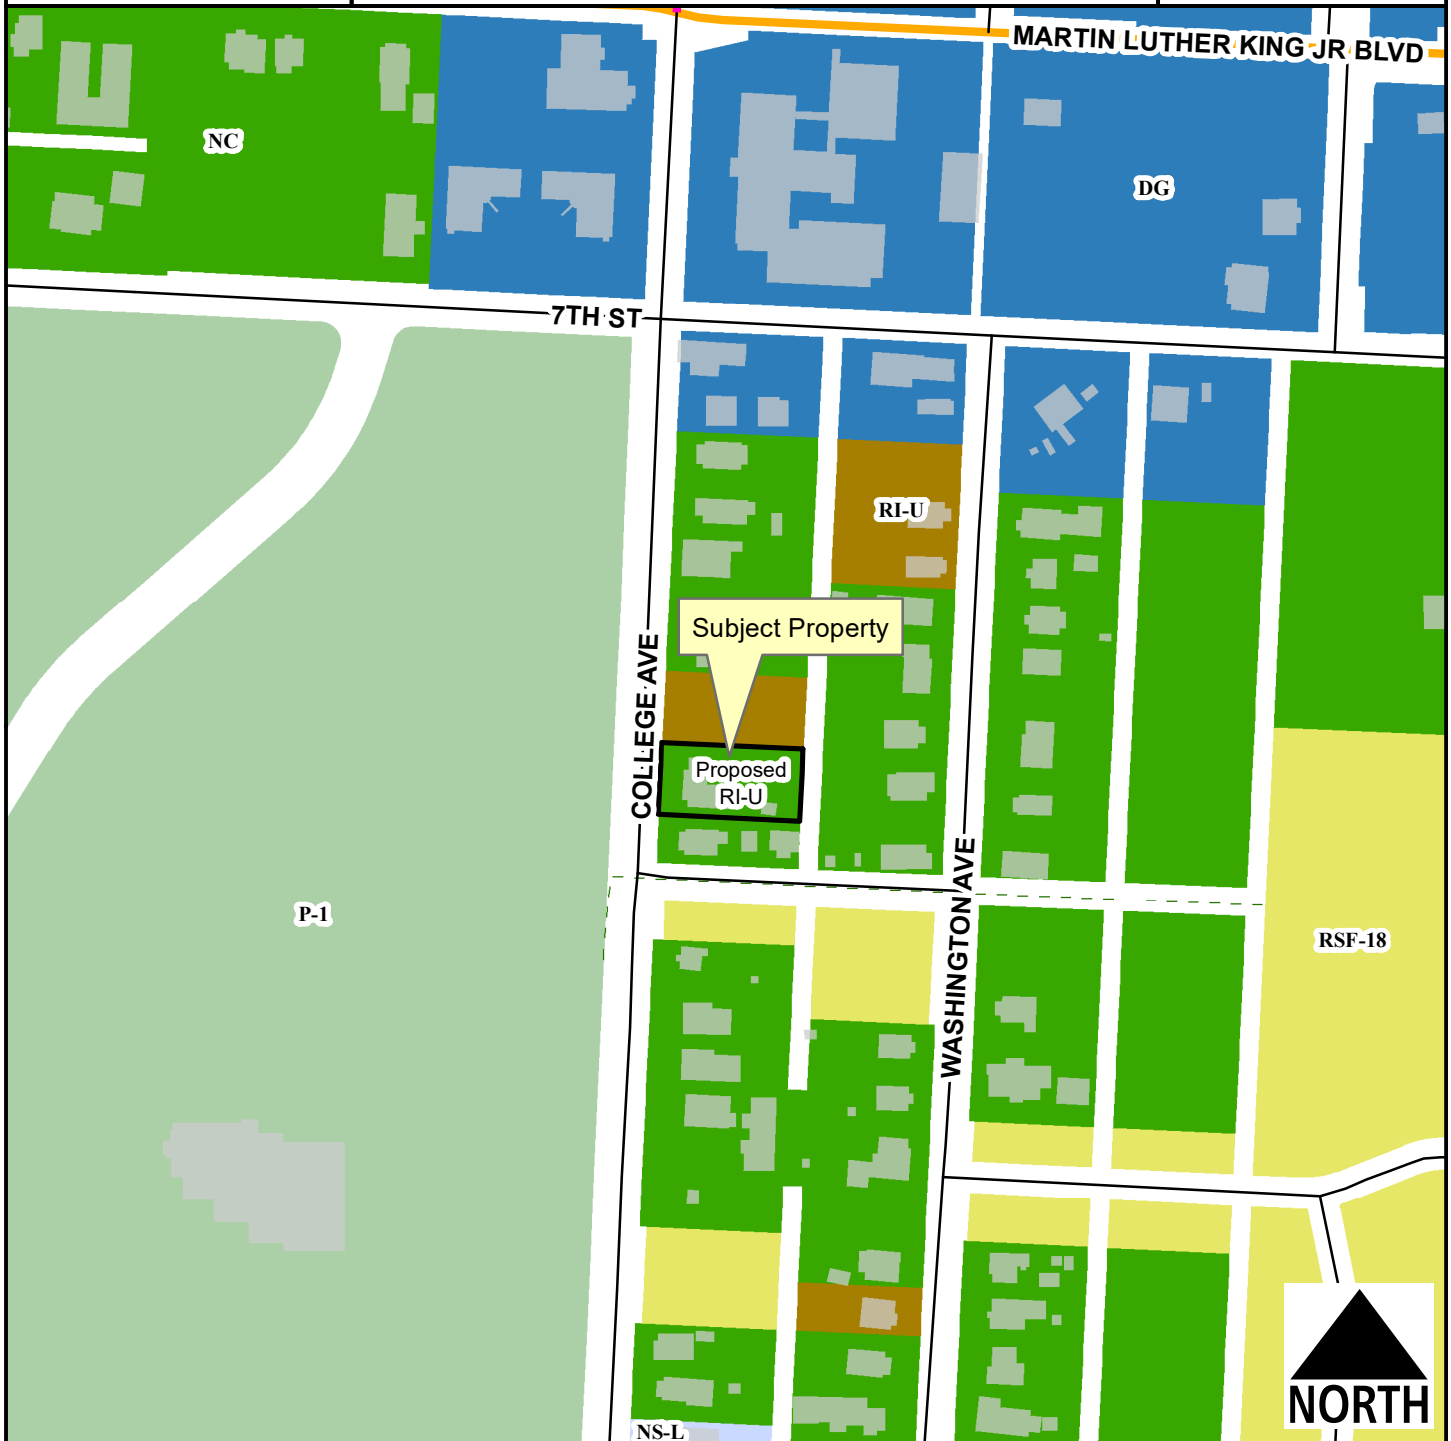 MARTIN LUTHER KING JR BLVD
NC
DG
7TH ST
RI-U
Subject Property
COLLEGE AVE
Proposed
RI-U
P-1
WASHINGTON AVE
RSF-18
NORTH
NS-L